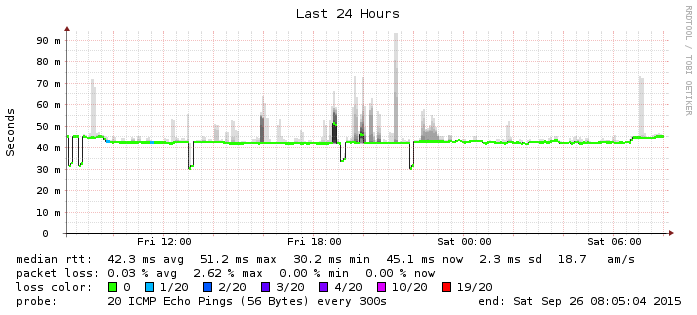 Last 24 Hours
RRDTOOL / TOBI OETIKER
Seconds
90 m
80 m
70 m
60 m
50 m
40 m
30 m
20 m
10 m
0
Fri 12:00 Fri 18:00 Sat 00:00 Sat 06:00
median rtt: 42.3 ms avg 51.2 ms max 30.2 ms min 45.1 ms now 2.3 ms sd 18.7 am/s
packet loss: 0.03 % avg 2.62 % max 0.00 % min 0.00 % now
loss color: 0 1/20 2/20 3/20 4/20 10/20 19/20
probe: 20 ICMP Echo Pings (56 Bytes) every 300s end: Sat Sep 26 08:05:04 2015